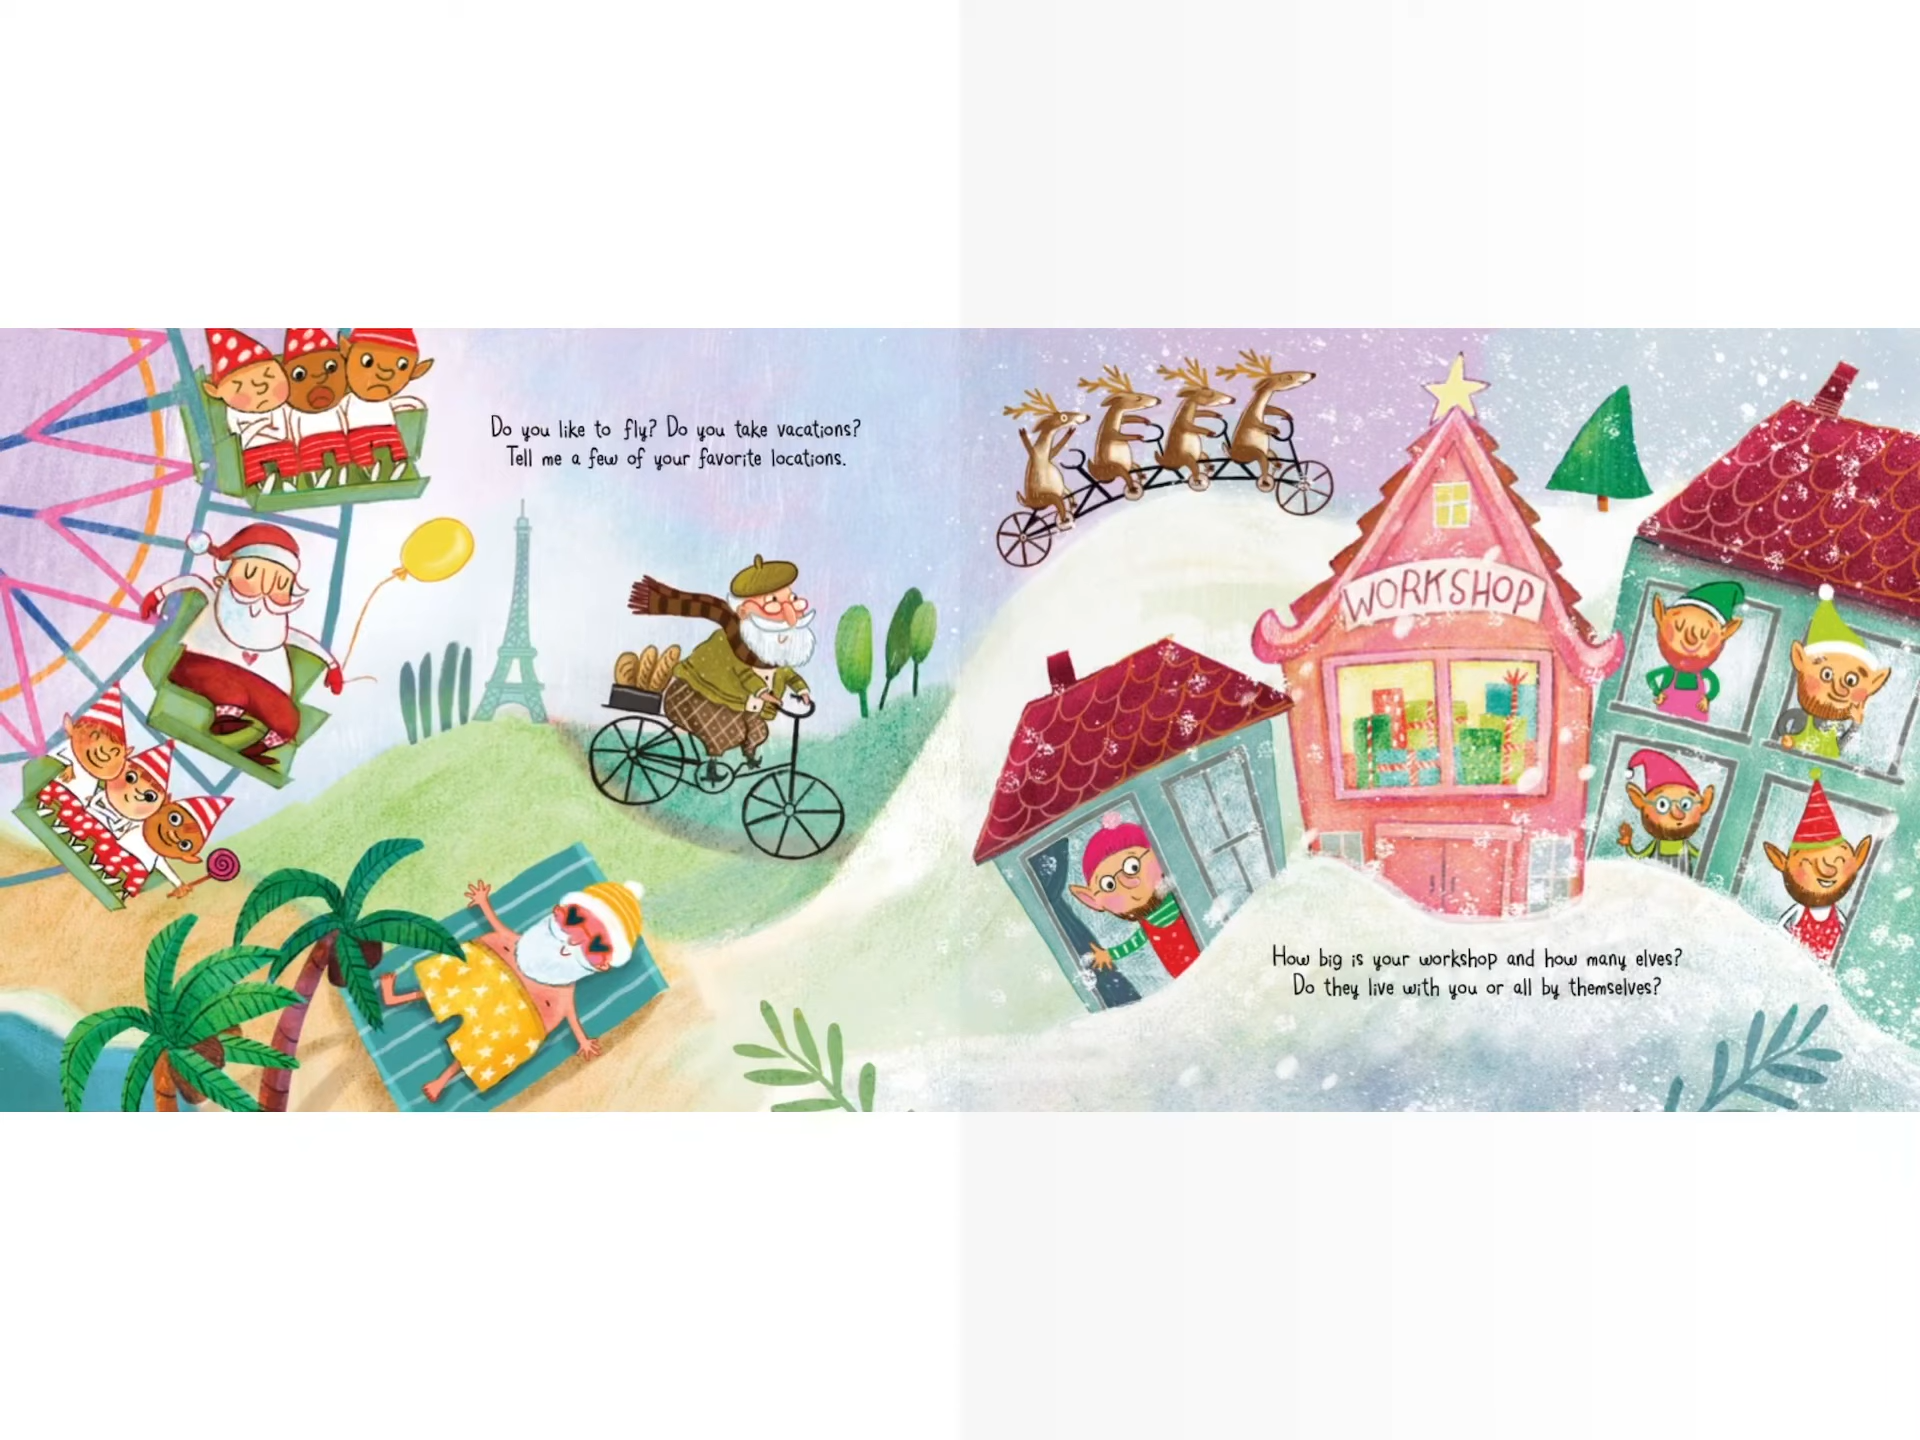 Do you like to fly? Do you take vacations?
Tell me a few of your favorite locations.
WORKSHOP
How big is your workshop and how many elves?
Do they live with you or all by themselves?